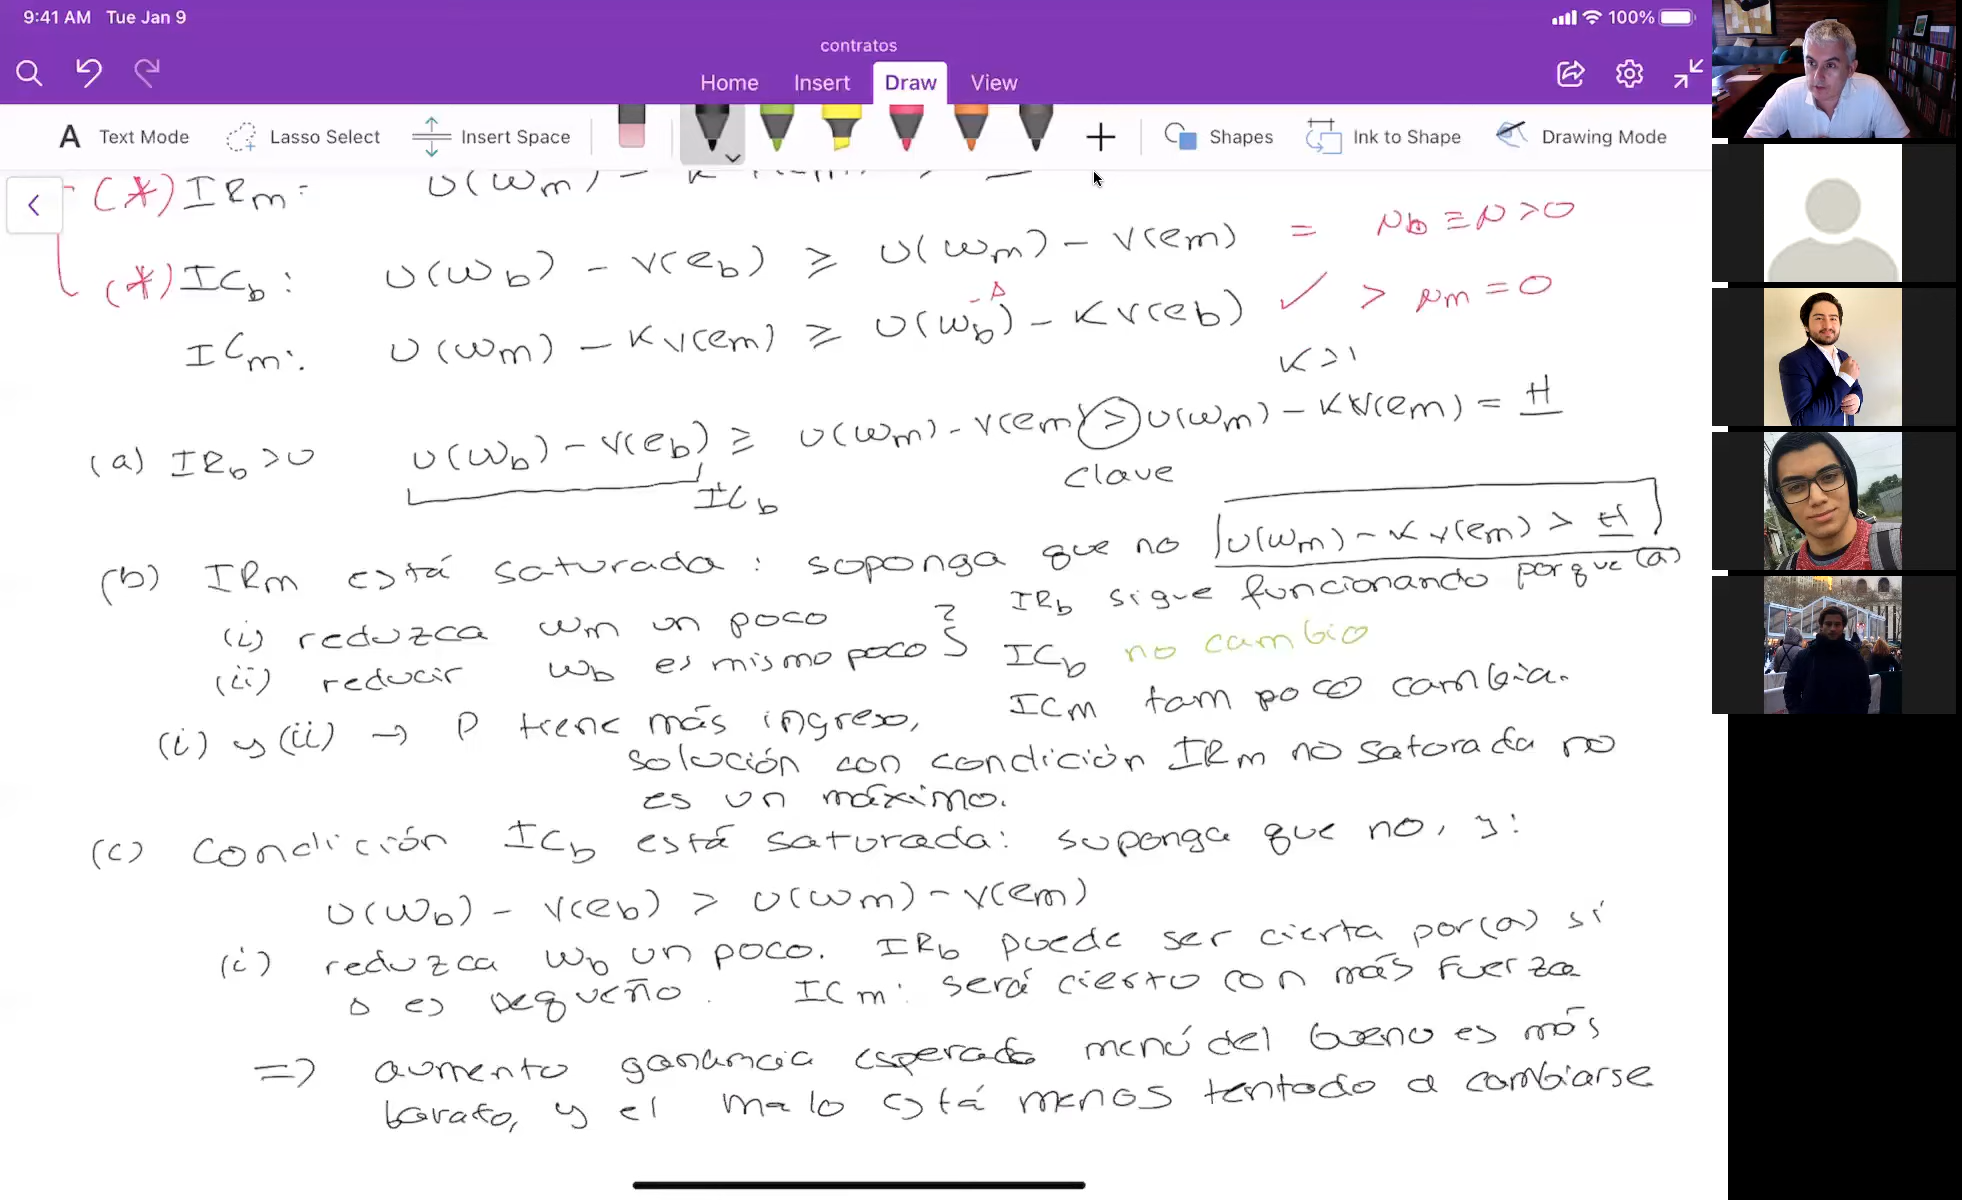 9:41 AM Tue Jan 9
100%
contratos
Home Insert Draw View
Text Mode Lasso Select Insert Space Shapes Ink to Shape Drawing Mode
(*) IRm: U(wm) - K
(*) ICb: U(wb) - v(eb) ≥ U(wm) - v(em) = μb ≡ μ > 0
ICm: U(wm) - Kv(em) ≥ U(wb) - Kv(eb) ✓ > μm = 0
-Δ
K>1
(a) IRb > 0 U(wb) - v(eb) ≥ U(wm) - v(em) > U(wm) - Kv(em) = H
ICb
clave
(b) IRm está saturada: soponga que no U(wm) - Kv(em) > H
(i) reduzca wm un poco IRb sigue funcionando porque (a)
(ii) reducir wb es mismo poco ICb no cambio
(i) y (ii) → P tiene más ingreso, ICm tam poco cambia.
solución con condición IRm no saturada no
es un máximo.
(c) Condición ICb está saturada: suponga que no, y:
U(wb) - v(eb) > U(wm) - v(em)
(i) reduzca wb un poco. IRb puede ser cierta por (a) si
Δ es pequeño. ICm: será cierto con más fuerza
⇒ aumento ganancia esperada menú del bueno es más
barato, y el malo está menos tentado a cambiarse